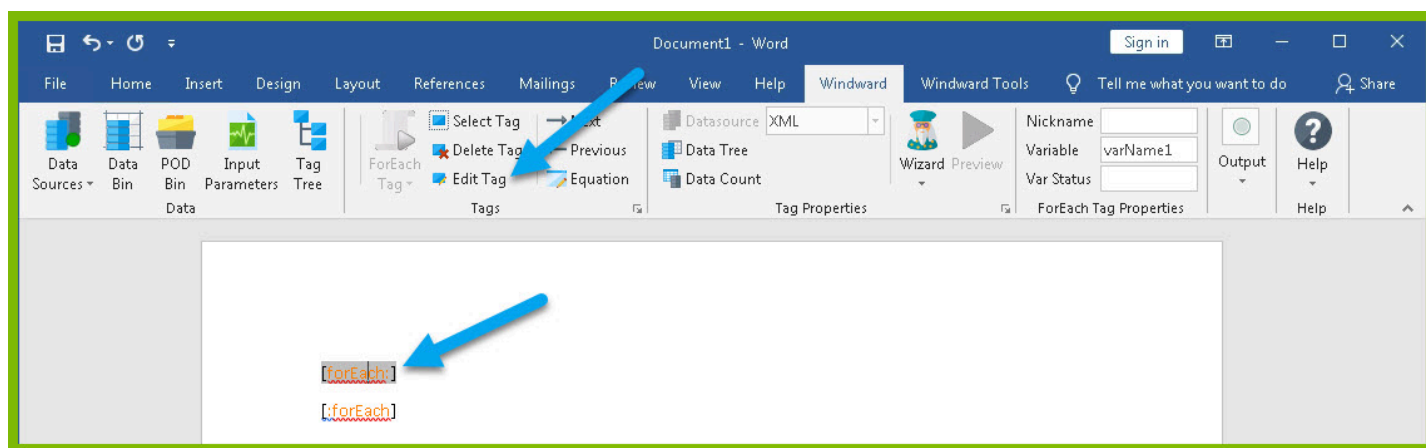 Document1 - Word
Sign in
File Home Insert Design Layout References Mailings View Help Windward Windward Tools Tell me what you want to do Share
Data Sources
Data Bin
POD Bin
Input Parameters
Tag Tree
Data
ForEach Tag
Select Tag
Delete Tag
Edit Tag
Previous
Equation
Tags
Datasource XML
Data Tree
Data Count
Tag Properties
Wizard Preview
Nickname
Variable varName1
Var Status
ForEach Tag Properties
Output
Help
Help
[forEach:]
[:forEach]